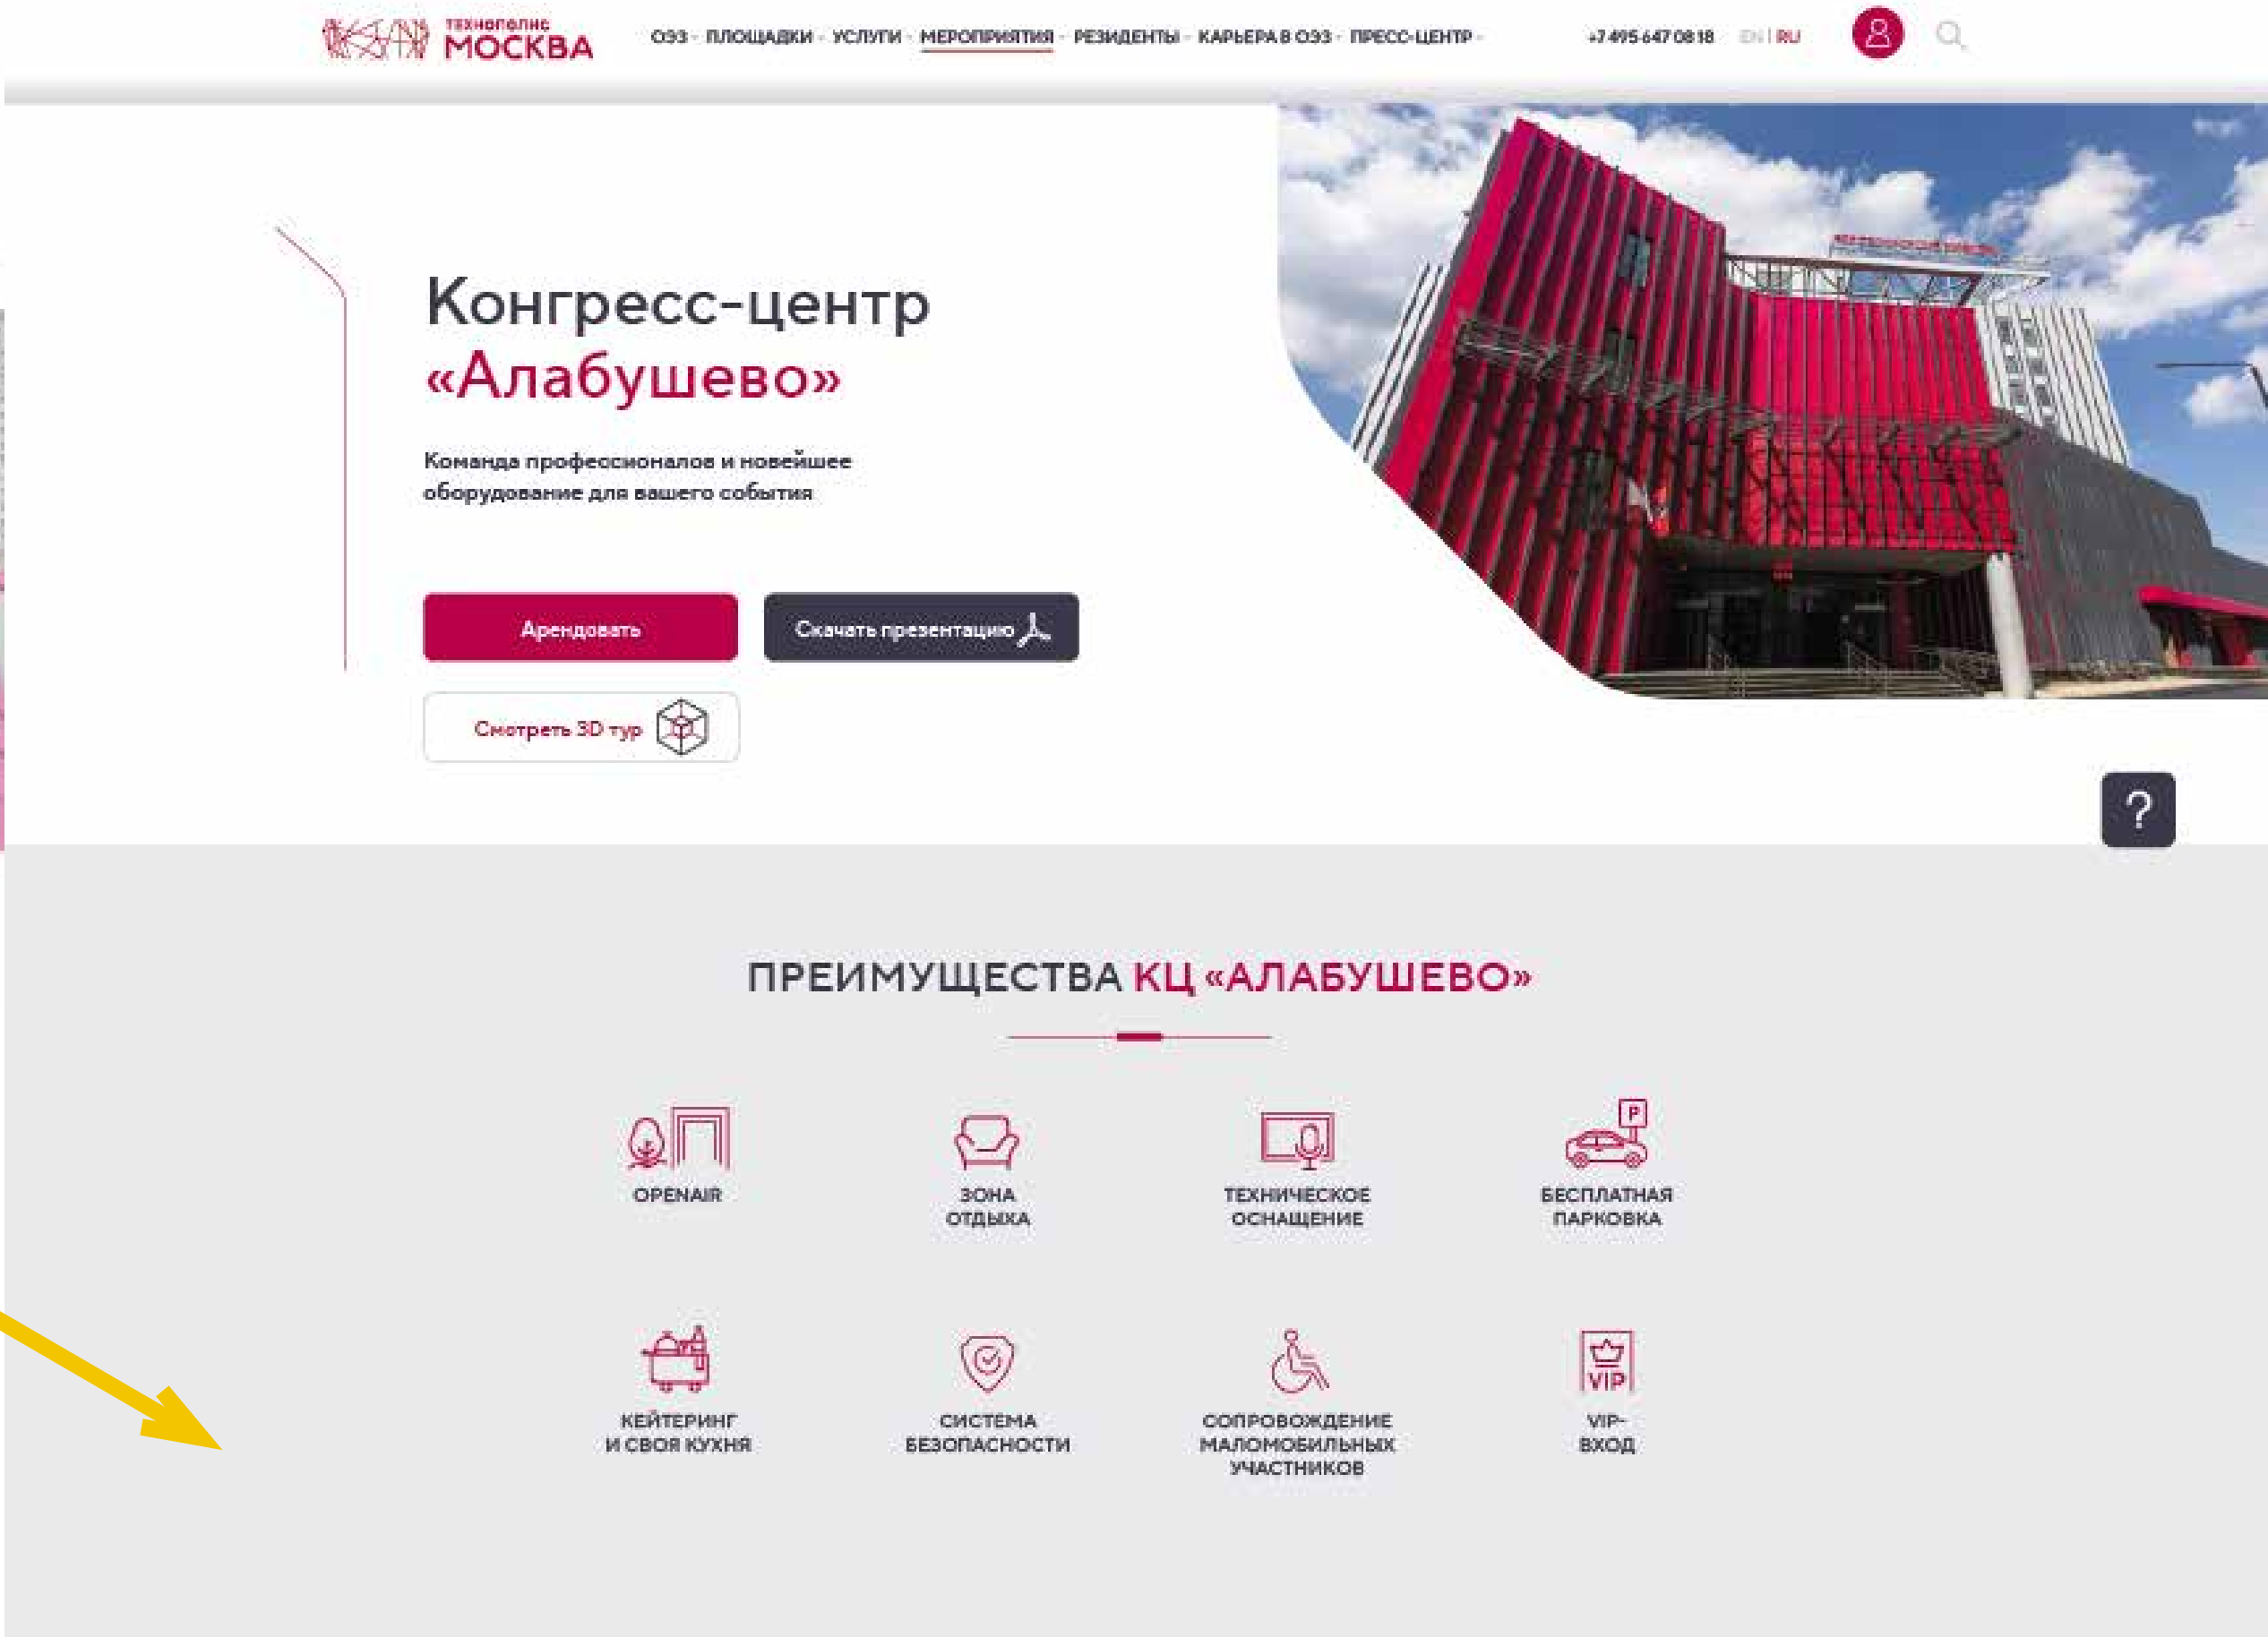 ТЕХНОПОЛИС
МОСКВА
ОЭЗ ПЛОЩАДКИ УСЛУГИ МЕРОПРИЯТИЯ РЕЗИДЕНТЫ КАРЬЕРА В ОЭЗ ПРЕСС-ЦЕНТР
+7 495 647 08 18 EN | RU
Конгресс-центр
«Алабушево»
Команда профессионалов и новейшее
оборудование для вашего события
Арендовать
Скачать презентацию
Смотреть 3D тур
?
ПРЕИМУЩЕСТВА КЦ «АЛАБУШЕВО»
P
OPENAIR
ЗОНА
ОТДЫХА
ТЕХНИЧЕСКОЕ
ОСНАЩЕНИЕ
БЕСПЛАТНАЯ
ПАРКОВКА
VIP
КЕЙТЕРИНГ
И СВОЯ КУХНЯ
СИСТЕМА
БЕЗОПАСНОСТИ
СОПРОВОЖДЕНИЕ
МАЛОМОБИЛЬНЫХ
УЧАСТНИКОВ
VIP-
ВХОД